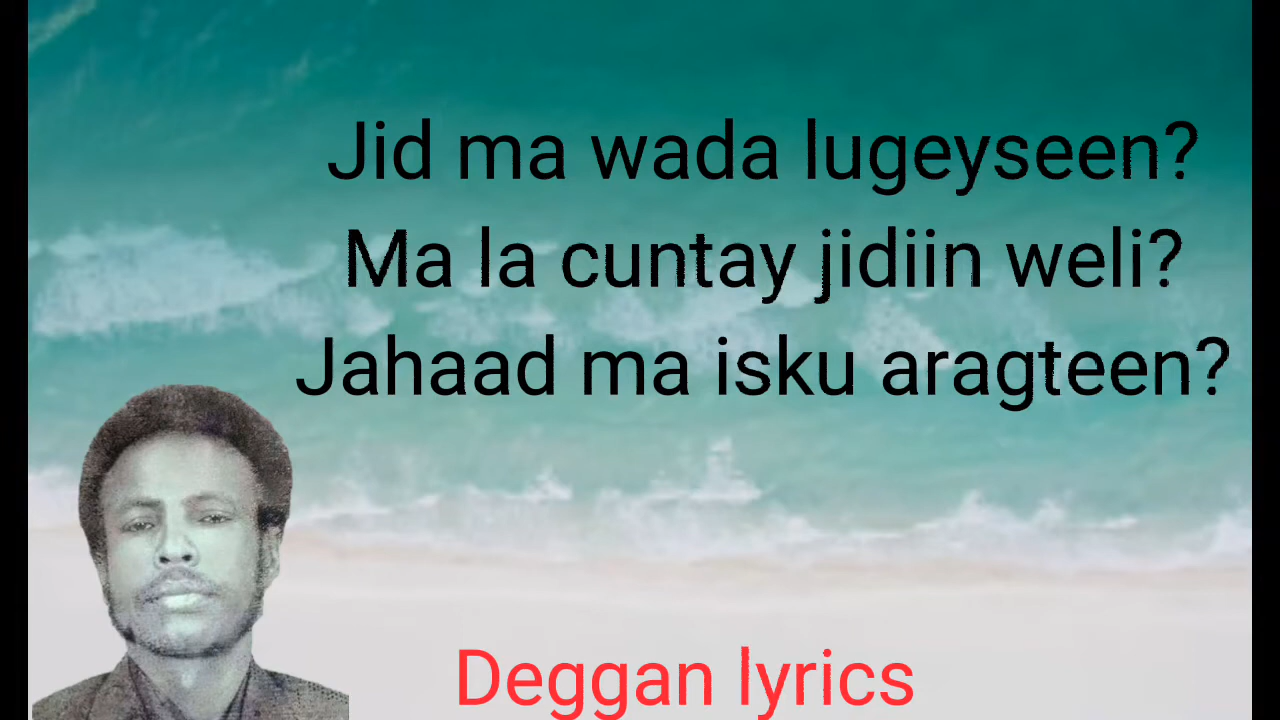 Jid ma wada lugeyseen?
Ma la cuntay jidiin weli?
Jahaad ma isku aragteen?
Deggan lyrics